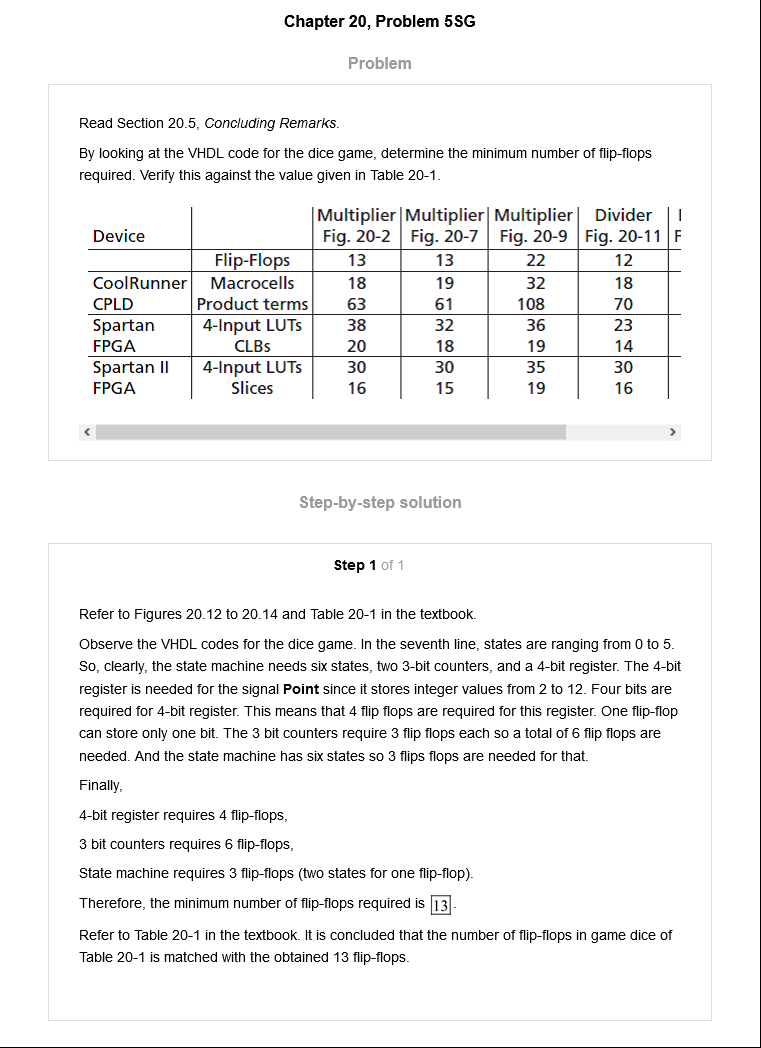 Chapter 20, Problem 5SG
Problem
Read Section 20.5, Concluding Remarks.
By looking at the VHDL code for the dice game, determine the minimum number of flip-flops
required. Verify this against the value given in Table 20-1.
Multiplier Multiplier Multiplier Divider
Device Fig. 20-2 Fig. 20-7 Fig. 20-9 Fig. 20-11 F
Flip-Flops 13 13 22 12
CoolRunner Macrocells 18 19 32 18
CPLD Product terms 63 61 108 70
Spartan 4-Input LUTs 38 32 36 23
FPGA CLBs 20 18 19 14
Spartan II 4-Input LUTs 30 30 35 30
FPGA Slices 16 15 19 16
Step-by-step solution
Step 1 of 1
Refer to Figures 20.12 to 20.14 and Table 20-1 in the textbook.
Observe the VHDL codes for the dice game. In the seventh line, states are ranging from 0 to 5.
So, clearly, the state machine needs six states, two 3-bit counters, and a 4-bit register. The 4-bit
register is needed for the signal Point since it stores integer values from 2 to 12. Four bits are
required for 4-bit register. This means that 4 flip flops are required for this register. One flip-flop
can store only one bit. The 3 bit counters require 3 flip flops each so a total of 6 flip flops are
needed. And the state machine has six states so 3 flips flops are needed for that.
Finally,
4-bit register requires 4 flip-flops,
3 bit counters requires 6 flip-flops,
State machine requires 3 flip-flops (two states for one flip-flop).
Therefore, the minimum number of flip-flops required is 13.
Refer to Table 20-1 in the textbook. It is concluded that the number of flip-flops in game dice of
Table 20-1 is matched with the obtained 13 flip-flops.